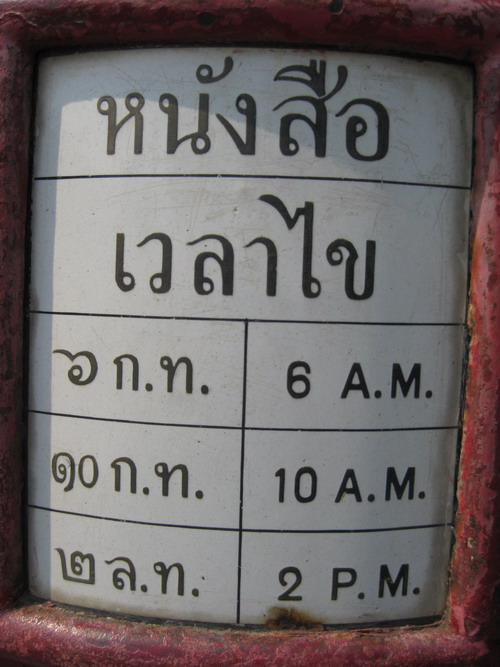 หนังสือ
เวลาไข
๖ ก.ท. 6 A.M.
๑๐ ก.ท. 10 A.M.
๒ ล.ท. 2 P.M.